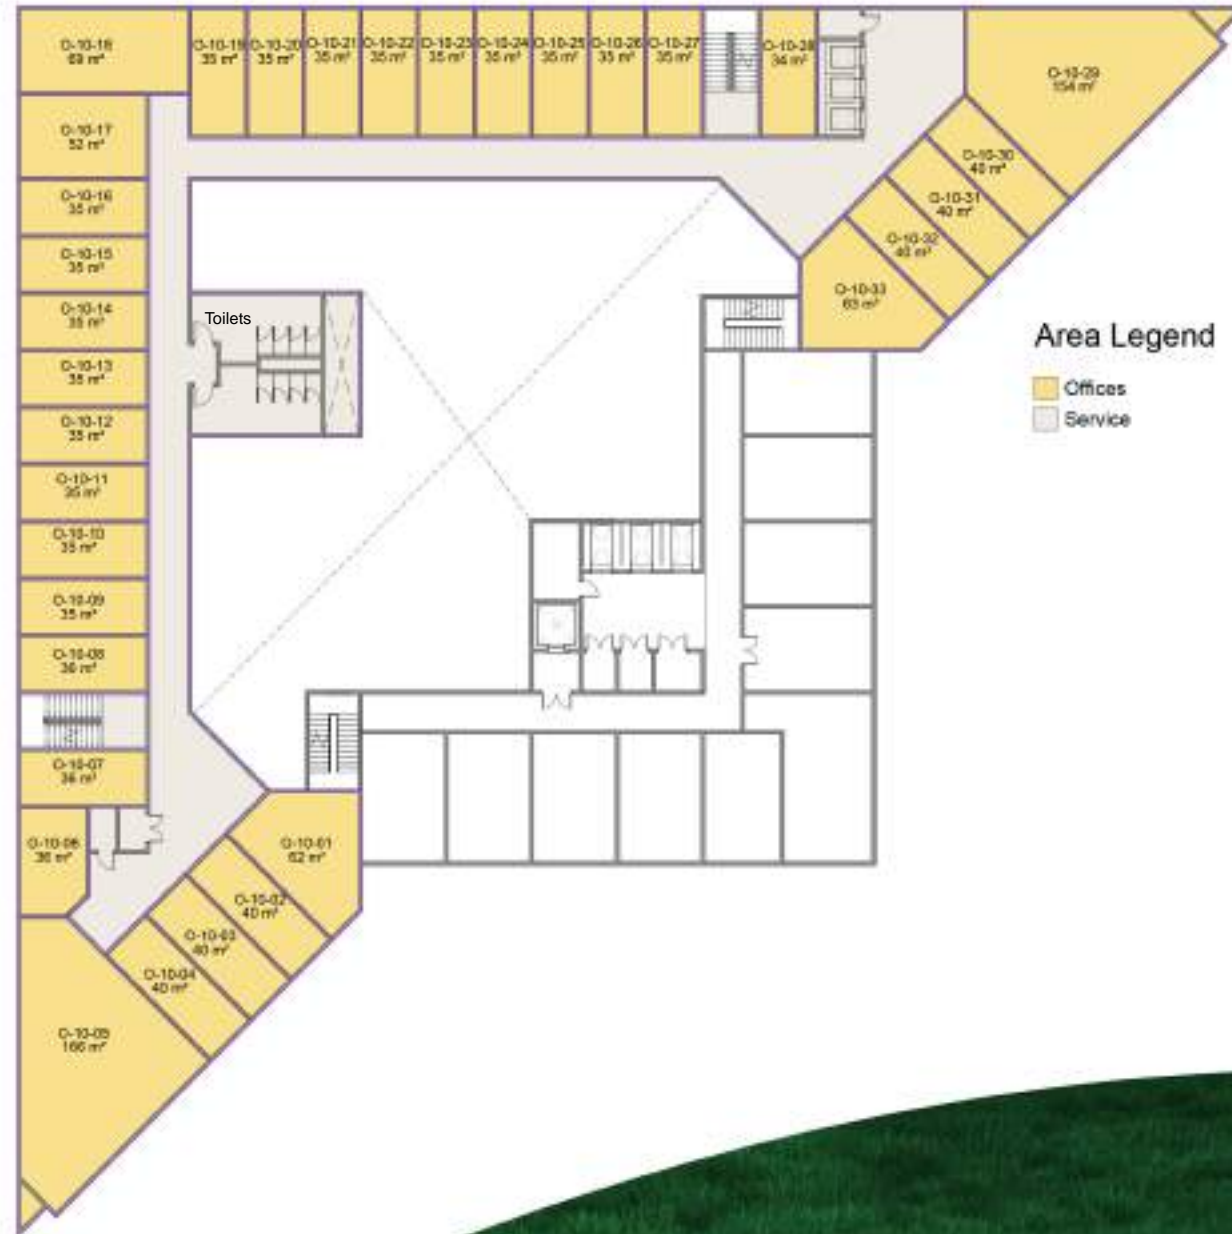 O-10-18
69 m²
O-10-19
35 m²
O-10-20
35 m²
O-10-21
35 m²
O-10-22
35 m²
O-10-23
35 m²
O-10-24
35 m²
O-10-25
35 m²
O-10-26
35 m²
O-10-27
35 m²
O-10-28
34 m²
O-10-29
154 m²
O-10-17
52 m²
O-10-30
40 m²
O-10-16
35 m²
O-10-31
40 m²
O-10-15
35 m²
O-10-32
40 m²
O-10-33
63 m²
O-10-14
35 m²
Toilets
Area Legend
Offices
Service
O-10-13
35 m²
O-10-12
35 m²
O-10-11
35 m²
O-10-10
35 m²
O-10-09
35 m²
O-10-08
36 m²
O-10-07
36 m²
O-10-06
36 m²
O-10-01
62 m²
O-10-02
40 m²
O-10-03
40 m²
O-10-04
40 m²
O-10-05
166 m²